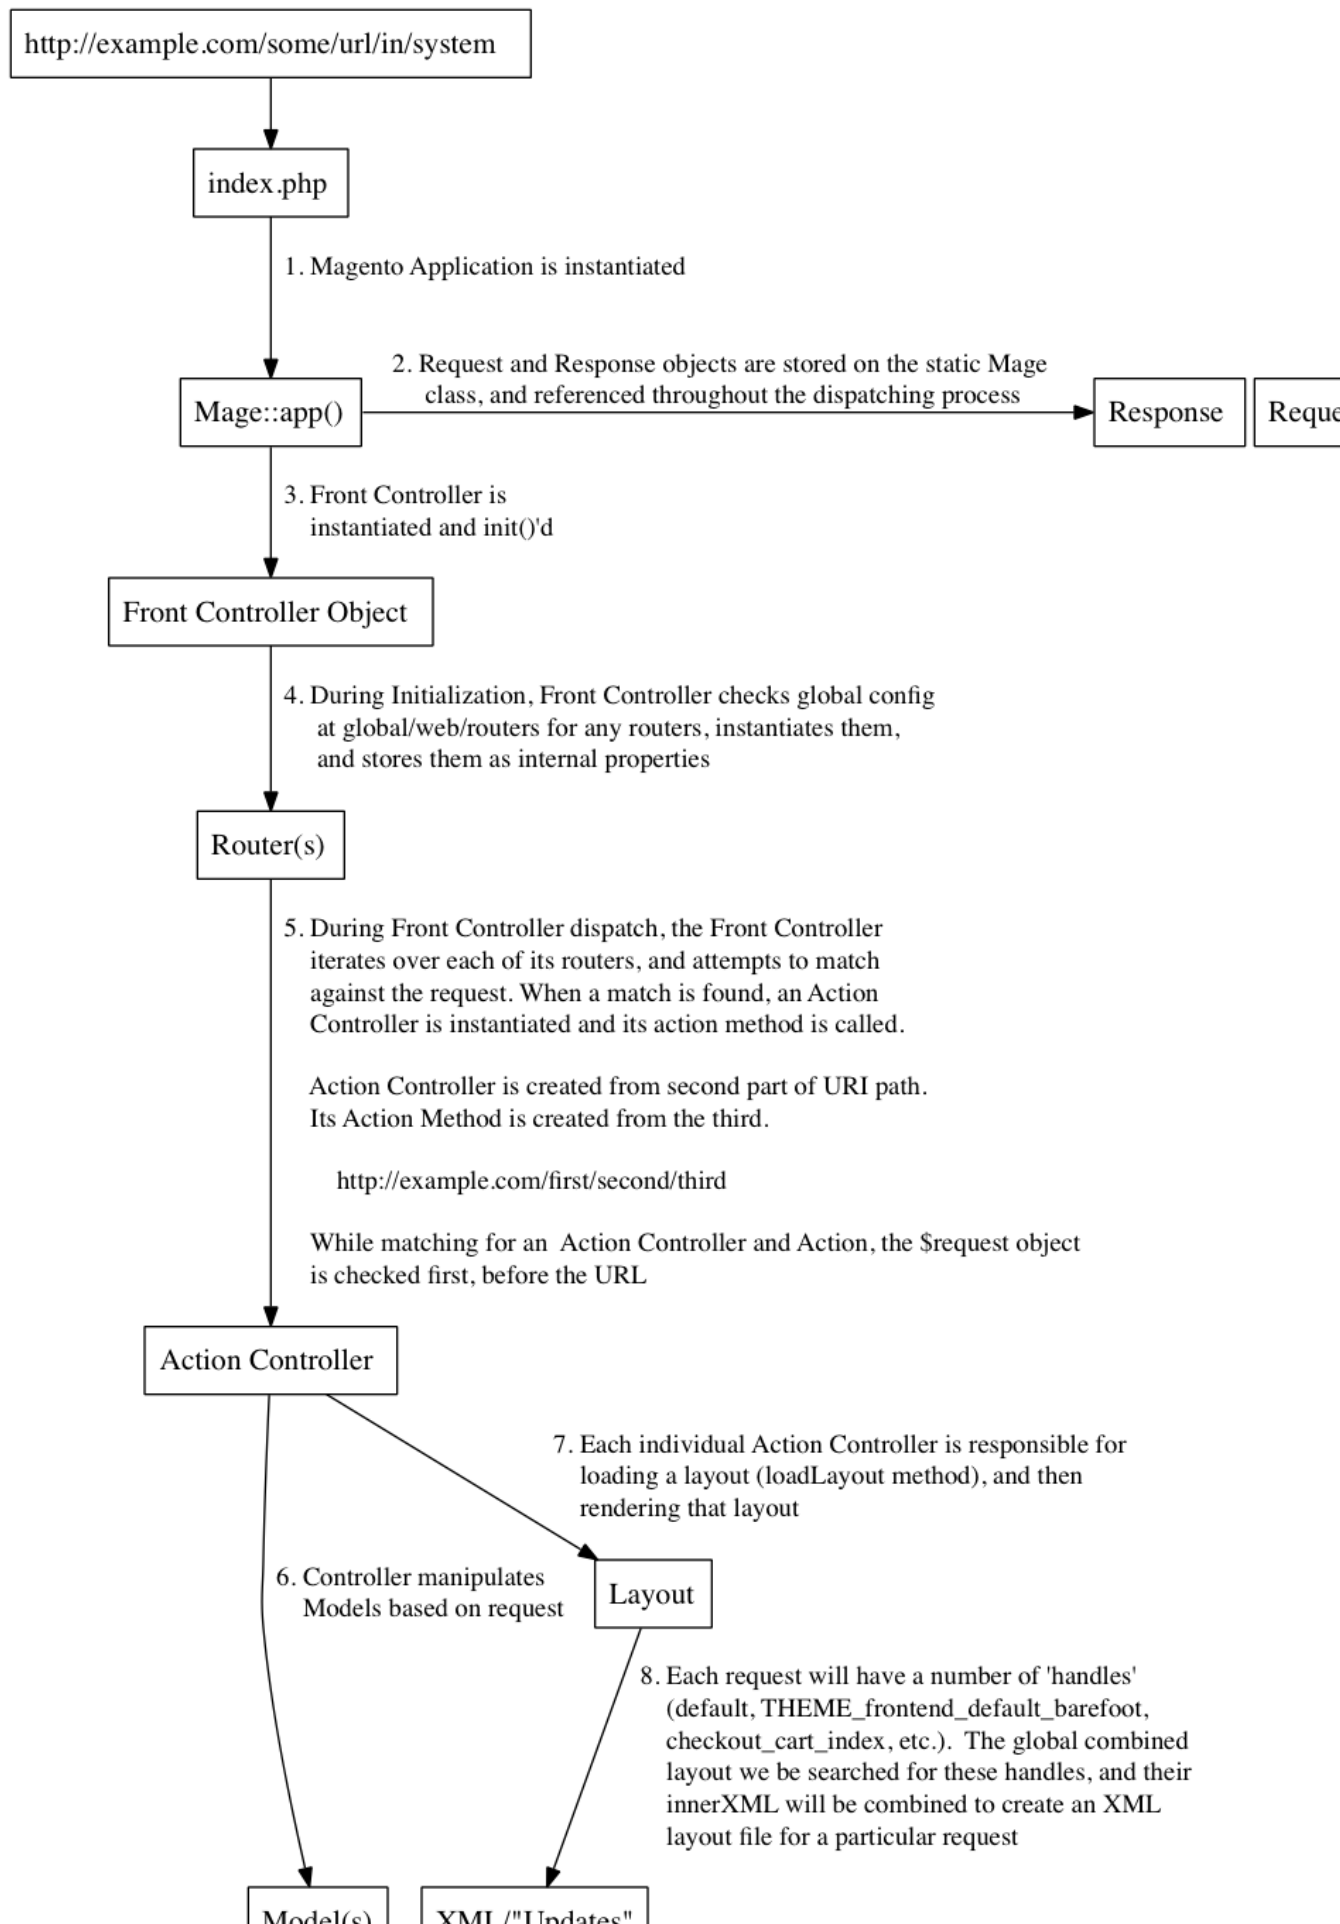 http://example.com/some/url/in/system
index.php
1. Magento Application is instantiated
2. Request and Response objects are stored on the static Mage
class, and referenced throughout the dispatching process
Mage::app()
Response
Reque
3. Front Controller is
instantiated and init()'d
Front Controller Object
4. During Initialization, Front Controller checks global config
at global/web/routers for any routers, instantiates them,
and stores them as internal properties
Router(s)
5. During Front Controller dispatch, the Front Controller
iterates over each of its routers, and attempts to match
against the request. When a match is found, an Action
Controller is instantiated and its action method is called.
Action Controller is created from second part of URI path.
Its Action Method is created from the third.
http://example.com/first/second/third
While matching for an  Action Controller and Action, the $request object
is checked first, before the URL
Action Controller
7. Each individual Action Controller is responsible for
loading a layout (loadLayout method), and then
rendering that layout
6. Controller manipulates
Models based on request
Layout
8. Each request will have a number of 'handles'
(default, THEME_frontend_default_barefoot,
checkout_cart_index, etc.).  The global combined
layout we be searched for these handles, and their
innerXML will be combined to create an XML
layout file for a particular request
Model(s)
XML/"Updates"